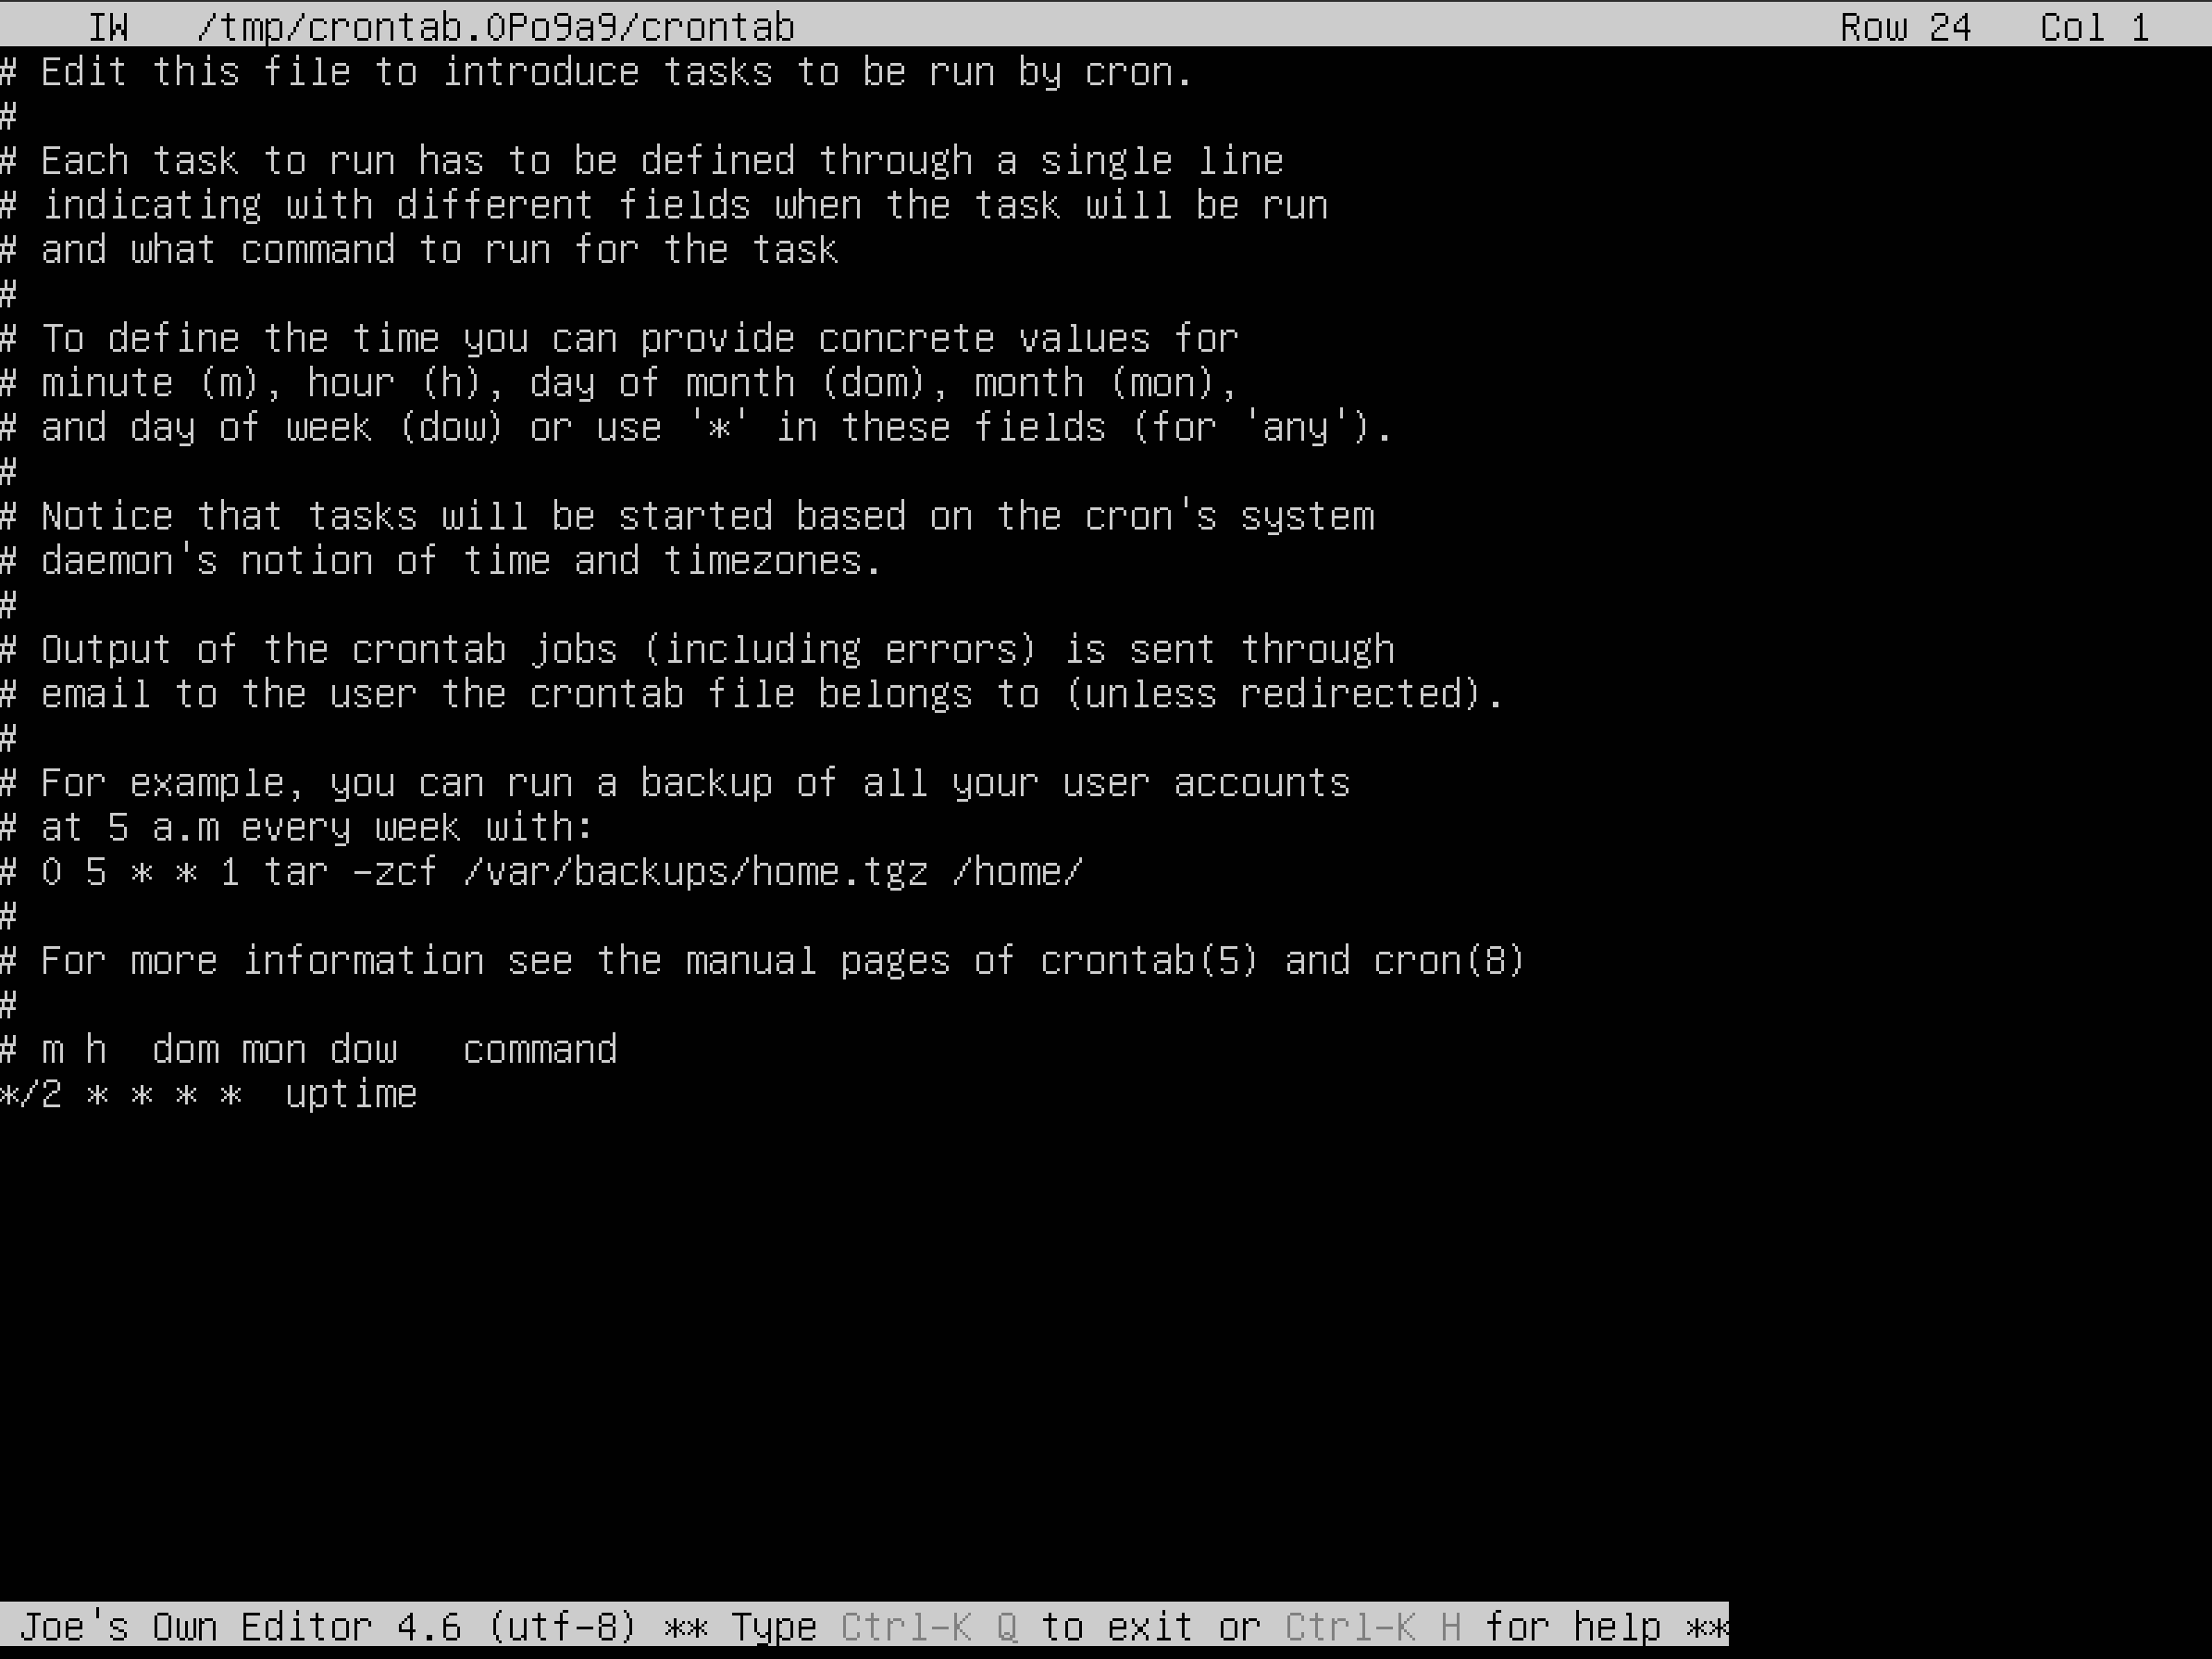 IW /tmp/crontab.0Po9a9/crontab Row 24 Col 1
# Edit this file to introduce tasks to be run by cron.
#
# Each task to run has to be defined through a single line
# indicating with different fields when the task will be run
# and what command to run for the task
#
# To define the time you can provide concrete values for
# minute (m), hour (h), day of month (dom), month (mon),
# and day of week (dow) or use '*' in these fields (for 'any').
#
# Notice that tasks will be started based on the cron's system
# daemon's notion of time and timezones.
#
# Output of the crontab jobs (including errors) is sent through
# email to the user the crontab file belongs to (unless redirected).
#
# For example, you can run a backup of all your user accounts
# at 5 a.m every week with:
# 0 5 * * 1 tar -zcf /var/backups/home.tgz /home/
#
# For more information see the manual pages of crontab(5) and cron(8)
#
# m h  dom mon dow   command
*/2 * * * *  uptime
Joe's Own Editor 4.6 (utf-8) ** Type Ctrl-K Q to exit or Ctrl-K H for help **